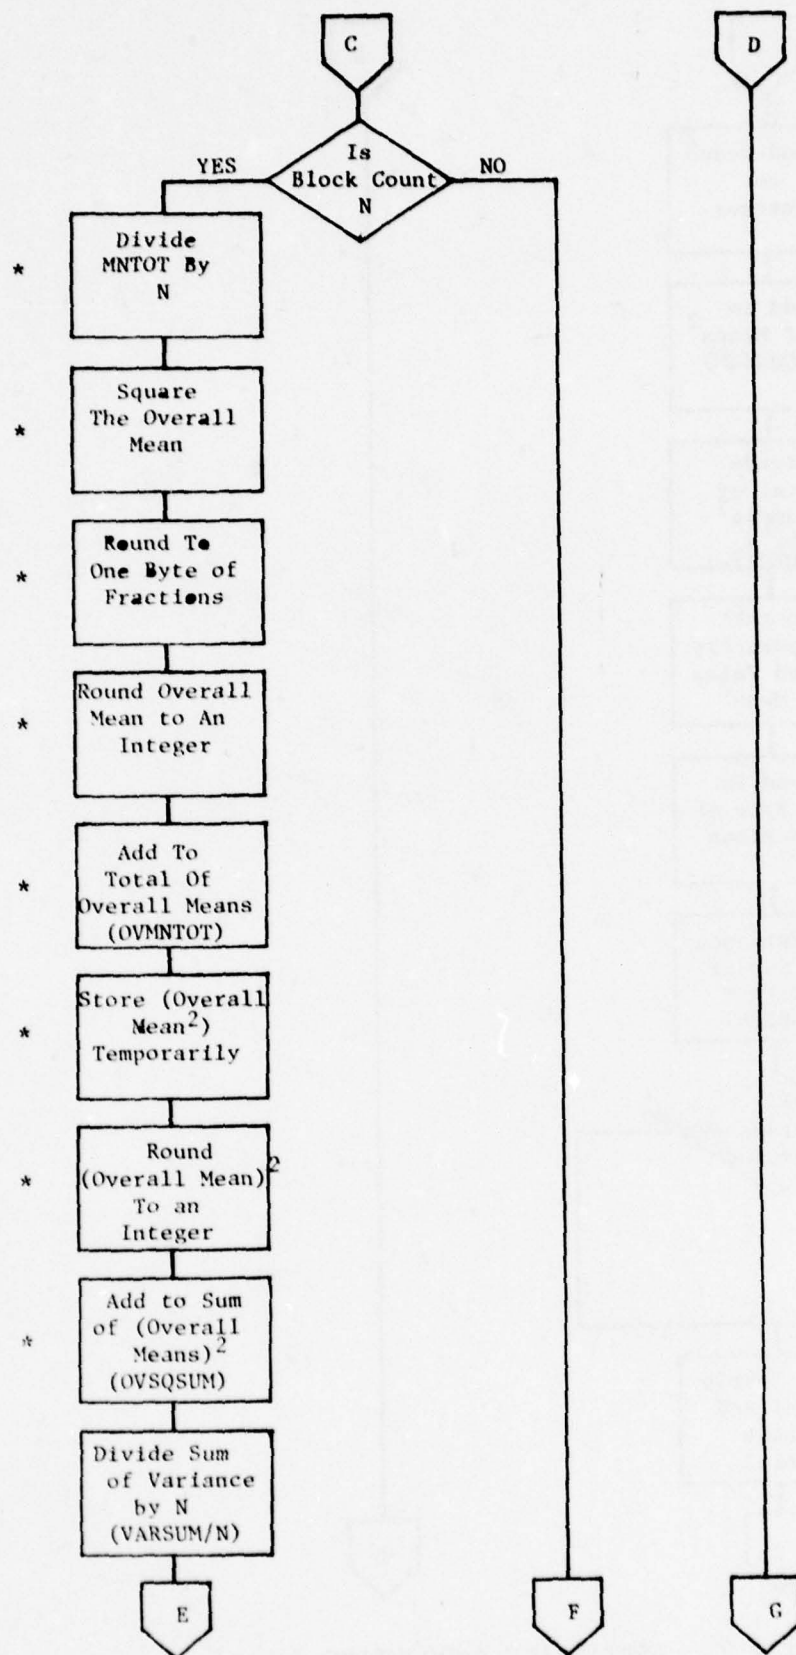 C
D
Is
Block Count
N
YES
NO
Divide
MNTOT By
N
*
Square
The Overall
Mean
*
Round To
One Byte of
Fractions
*
Round Overall
Mean to An
Integer
*
Add To
Total Of
Overall Means
(OVMNTOT)
*
Store (Overall
Mean²)
Temporarily
*
Round
(Overall Mean)²
To an
Integer
*
Add to Sum
of (Overall
Means)²
(OVSQSUM)
*
Divide Sum
of Variance
by N
(VARSUM/N)
E
F
G